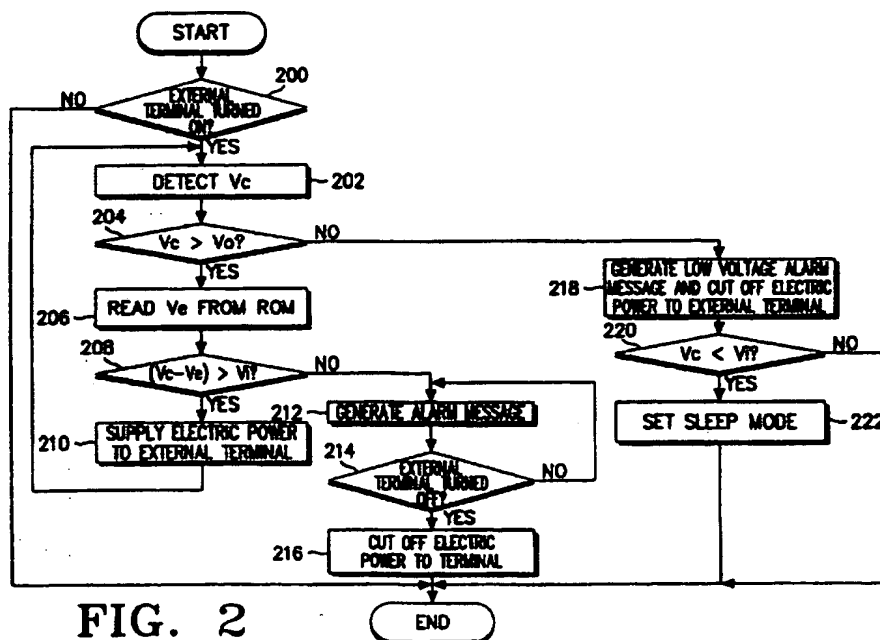 START
200
NO
EXTERNAL
TERMINAL TURNED
ON?
YES
DETECT Vc
202
204
Vc > Vo?
NO
YES
206
READ Ve FROM ROM
208
(Vc-Ve) > Vi?
NO
YES
210
SUPPLY ELECTRIC POWER
TO EXTERNAL TERMINAL
212
GENERATE ALARM MESSAGE
214
EXTERNAL
TERMINAL TURNED
OFF?
NO
YES
216
CUT OFF ELECTRIC
POWER TO TERMINAL
218
GENERATE LOW VOLTAGE ALARM
MESSAGE AND CUT OFF ELECTRIC
POWER TO EXTERNAL TERMINAL
220
Vc < Vi?
NO
YES
SET SLEEP MODE
222
END
FIG. 2